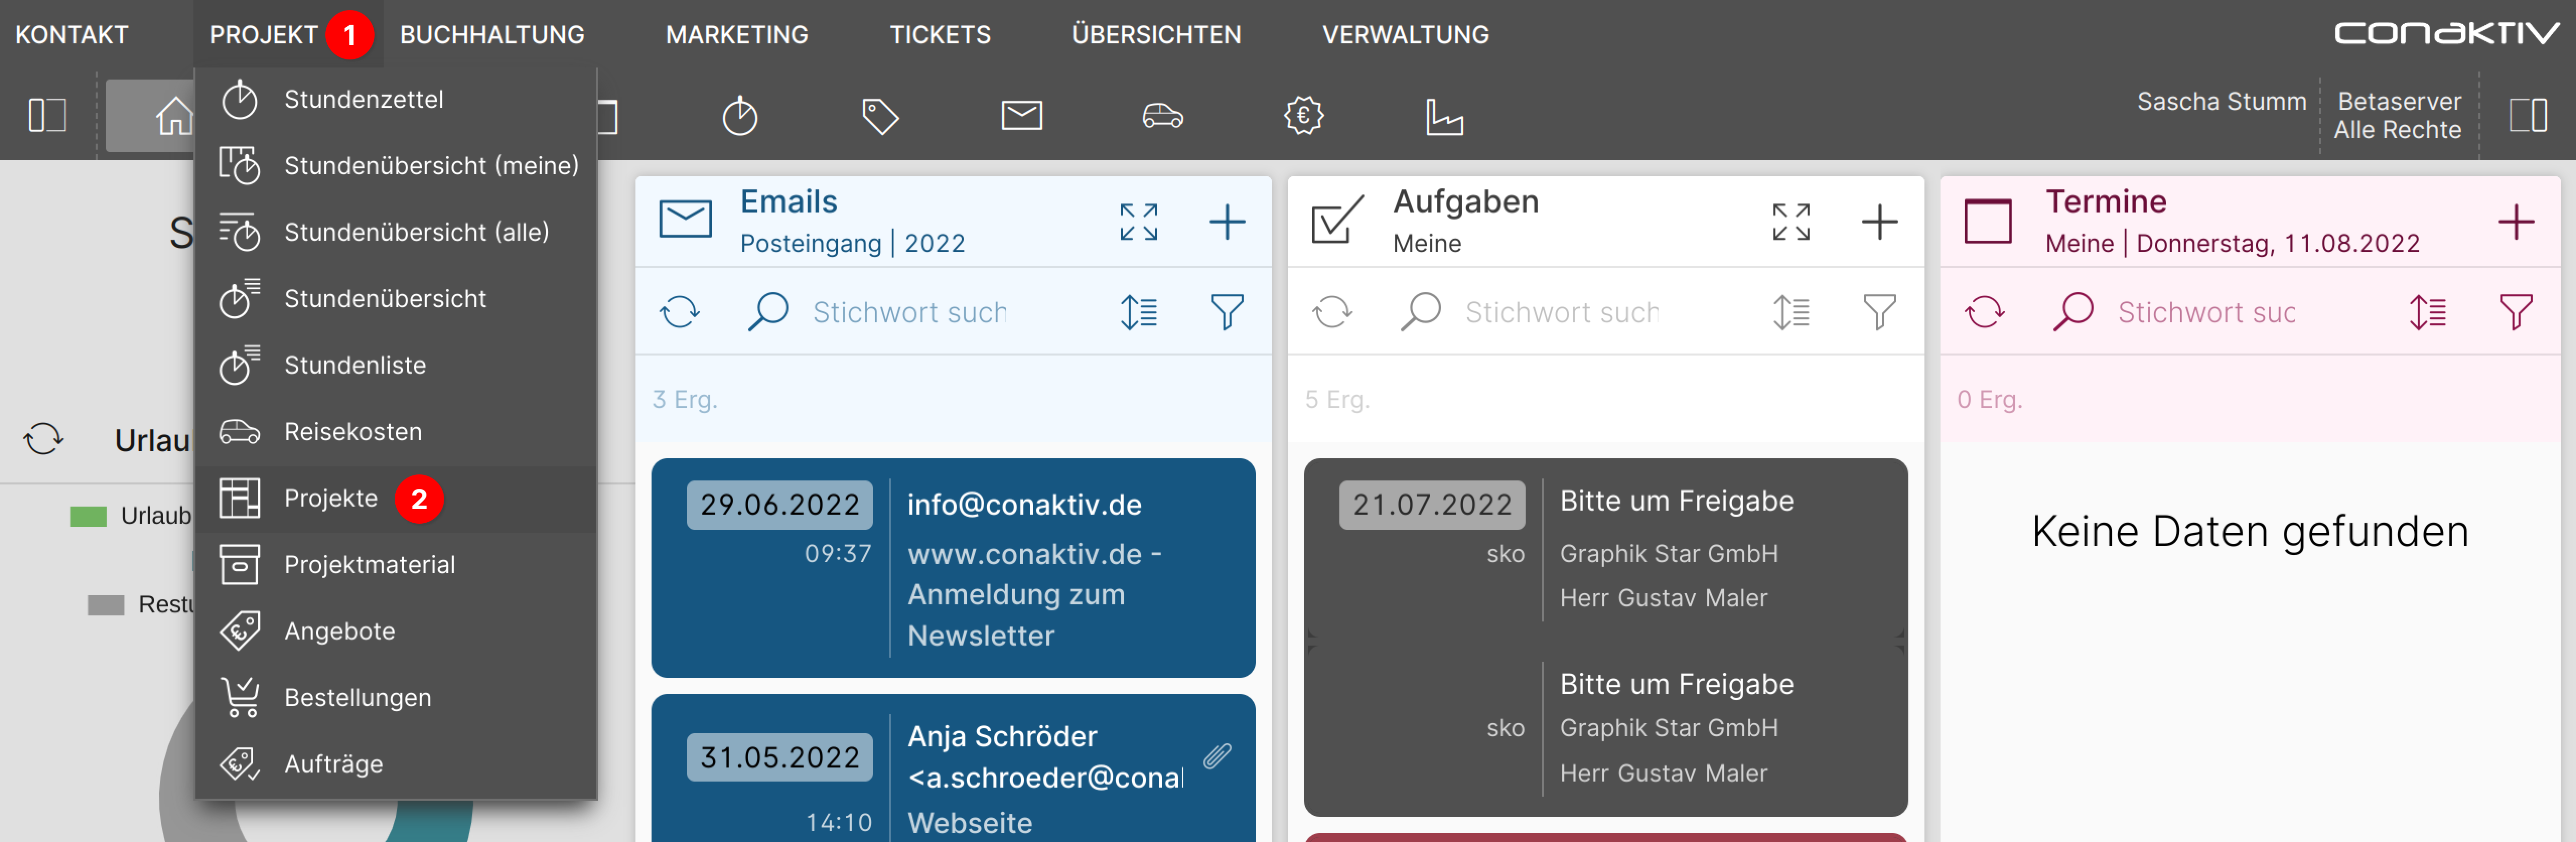 KONTAKT PROJEKT 1 BUCHHALTUNG MARKETING TICKETS ÜBERSICHTEN VERWALTUNG conaktiv
Sascha Stumm Betaserver
Alle Rechte
Stundenzettel
Stundenübersicht (meine)
Stundenübersicht (alle)
Stundenübersicht
Stundenliste
Reisekosten
Projekte 2
Projektmaterial
Angebote
Bestellungen
Aufträge
S
Urlau
Urlaub
Restu
Emails
Posteingang | 2022
Stichwort such
3 Erg.
29.06.2022 info@conaktiv.de
09:37 www.conaktiv.de -
Anmeldung zum
Newsletter
31.05.2022 Anja Schröder
<a.schroeder@conal
14:10 Webseite
Aufgaben
Meine
Stichwort such
5 Erg.
21.07.2022 Bitte um Freigabe
sko Graphik Star GmbH
Herr Gustav Maler
Bitte um Freigabe
sko Graphik Star GmbH
Herr Gustav Maler
Termine
Meine | Donnerstag, 11.08.2022
Stichwort suc
0 Erg.
Keine Daten gefunden